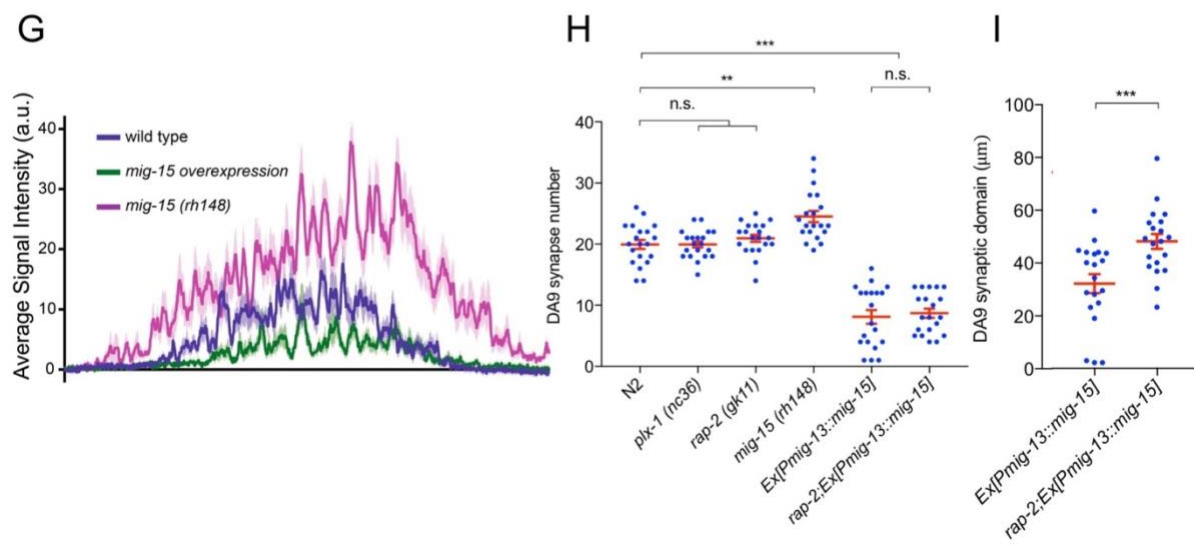 G
Average Signal Intensity (a.u.)
40
30
20
10
0
wild type
mig-15 overexpression
mig-15 (rh148)
H
***
**
n.s.
n.s.
DA9 synapse number
40
30
20
10
0
N2
plx-1 (nc36)
rap-2 (gk11)
mig-15 (rh148)
Ex[Pmig-13::mig-15]
rap-2;Ex[Pmig-13::mig-15]
I
***
DA9 synaptic domain (μm)
100
80
60
40
20
0
Ex[Pmig-13::mig-15]
rap-2;Ex[Pmig-13::mig-15]